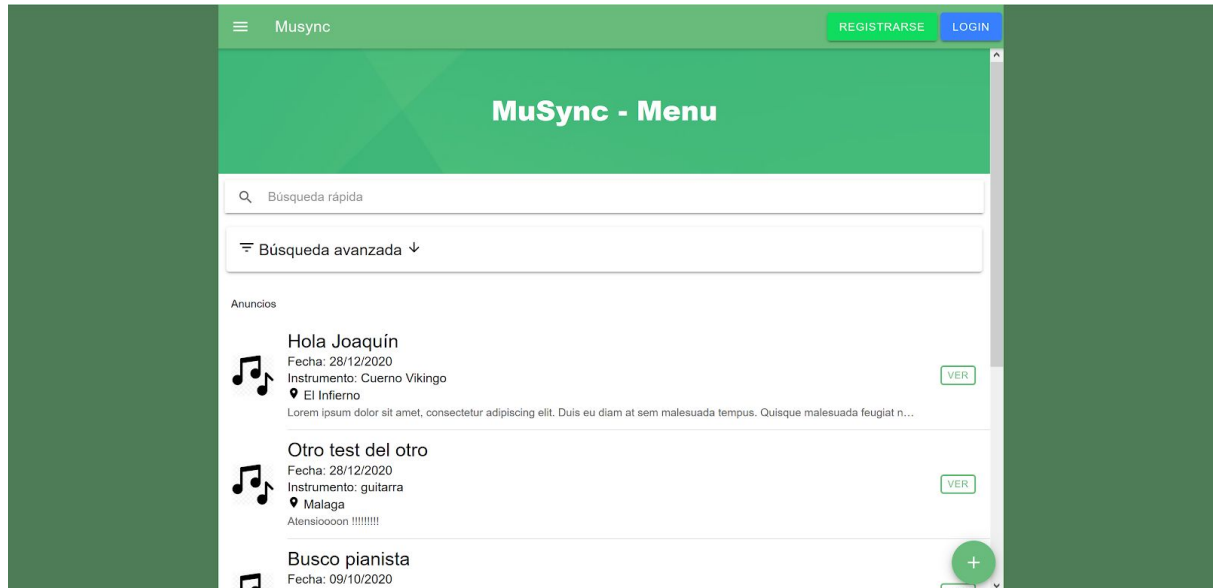 Musync
REGISTRARSE
LOGIN
MuSync - Menu
Búsqueda rápida
Búsqueda avanzada
Anuncios
Hola Joaquín
Fecha: 28/12/2020
Instrumento: Cuerno Vikingo
El Infierno
Lorem ipsum dolor sit amet, consectetur adipiscing elit. Duis eu diam at sem malesuada tempus. Quisque malesuada feugiat n...
VER
Otro test del otro
Fecha: 28/12/2020
Instrumento: guitarra
Malaga
Atensioooon !!!!!!!!!
VER
Busco pianista
Fecha: 09/10/2020